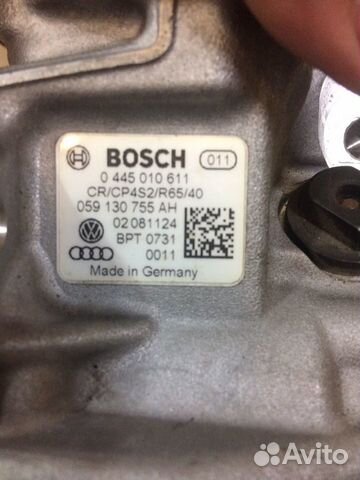 BOSCH 011
0 445 010 611
CR/CP4S2/R65/40
059 130 755 AH
02081124
BPT 0731
0011
Made in Germany
Avito